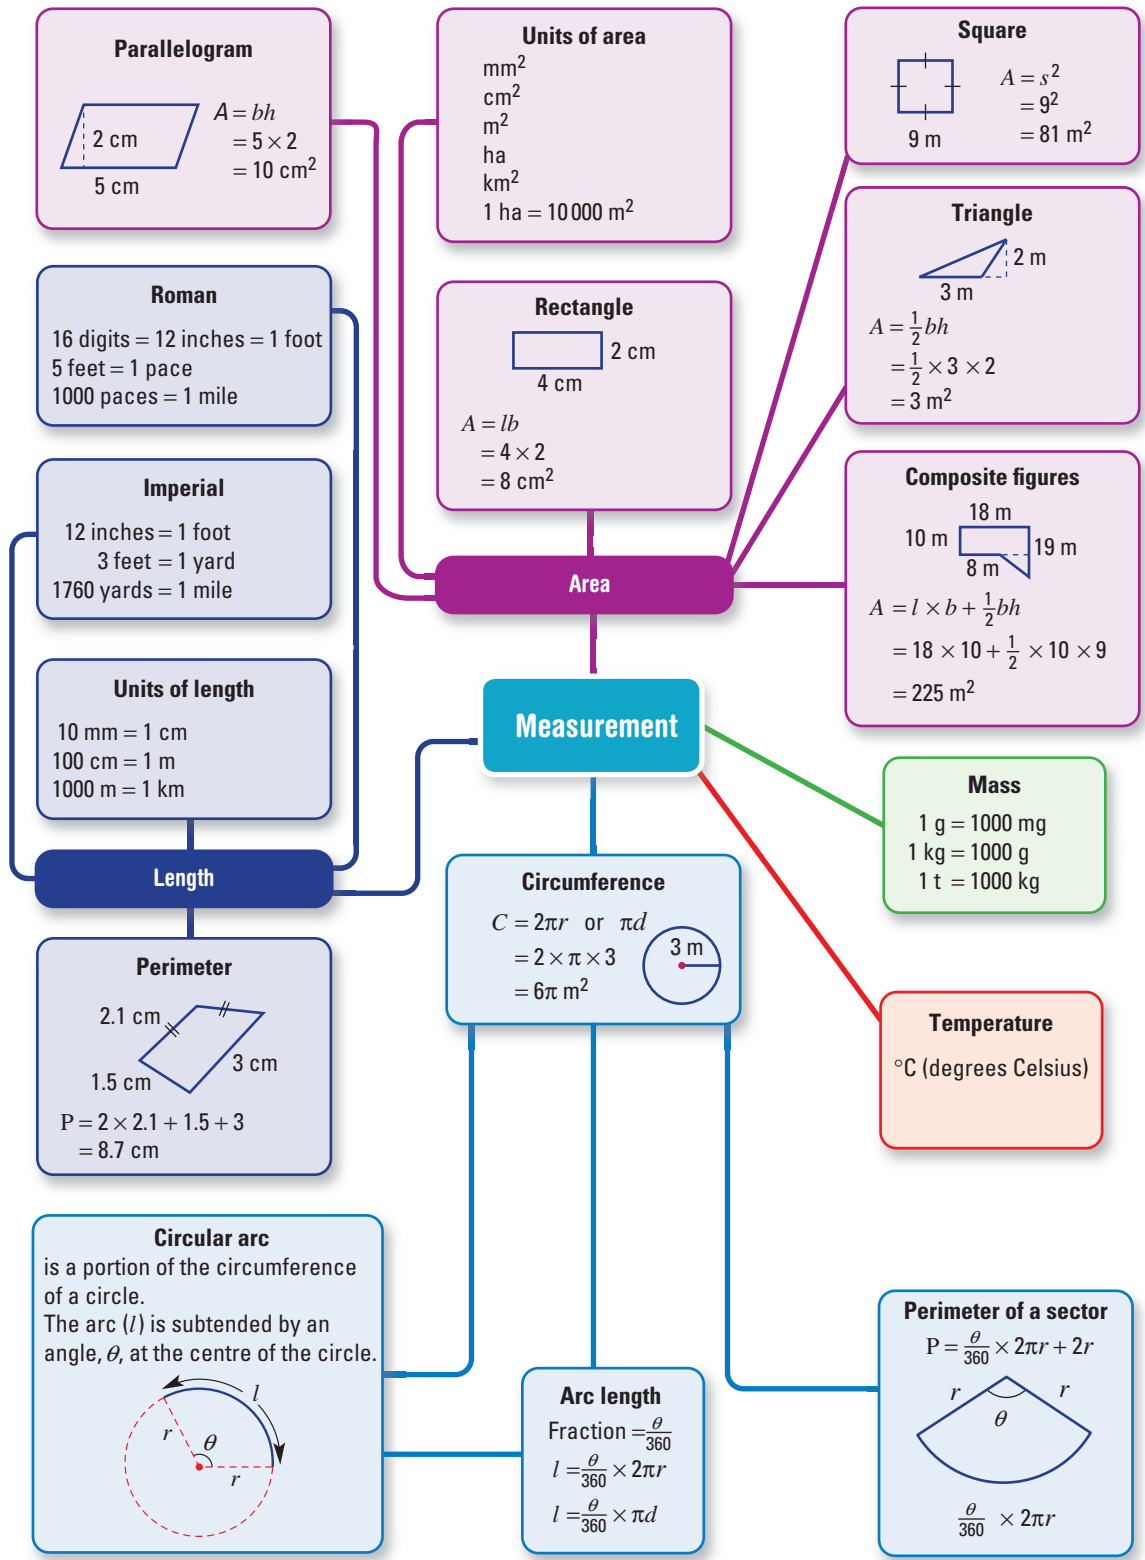 Parallelogram
2 cm
5 cm
A = bh
= 5 × 2
= 10 cm²
Units of area
mm²
cm²
m²
ha
km²
1 ha = 10 000 m²
Square
9 m
A = s²
= 9²
= 81 m²
Triangle
2 m
3 m
A = ½bh
= ½ × 3 × 2
= 3 m²
Roman
16 digits = 12 inches = 1 foot
5 feet = 1 pace
1000 paces = 1 mile
Rectangle
2 cm
4 cm
A = lb
= 4 × 2
= 8 cm²
Imperial
12 inches = 1 foot
3 feet = 1 yard
1760 yards = 1 mile
Composite figures
18 m
10 m
19 m
8 m
A = l × b + ½bh
= 18 × 10 + ½ × 10 × 9
= 225 m²
Area
Units of length
10 mm = 1 cm
100 cm = 1 m
1000 m = 1 km
Measurement
Mass
1 g = 1000 mg
1 kg = 1000 g
1 t = 1000 kg
Length
Circumference
C = 2πr or πd
= 2 × π × 3
= 6π m²
3 m
Perimeter
2.1 cm
3 cm
1.5 cm
P = 2 × 2.1 + 1.5 + 3
= 8.7 cm
Temperature
°C (degrees Celsius)
Circular arc
is a portion of the circumference
of a circle.
The arc (l) is subtended by an
angle, θ, at the centre of the circle.
l
r
θ
r
Arc length
Fraction = θ/360
l = θ/360 × 2πr
l = θ/360 × πd
Perimeter of a sector
P = θ/360 × 2πr + 2r
r
r
θ
θ/360 × 2πr